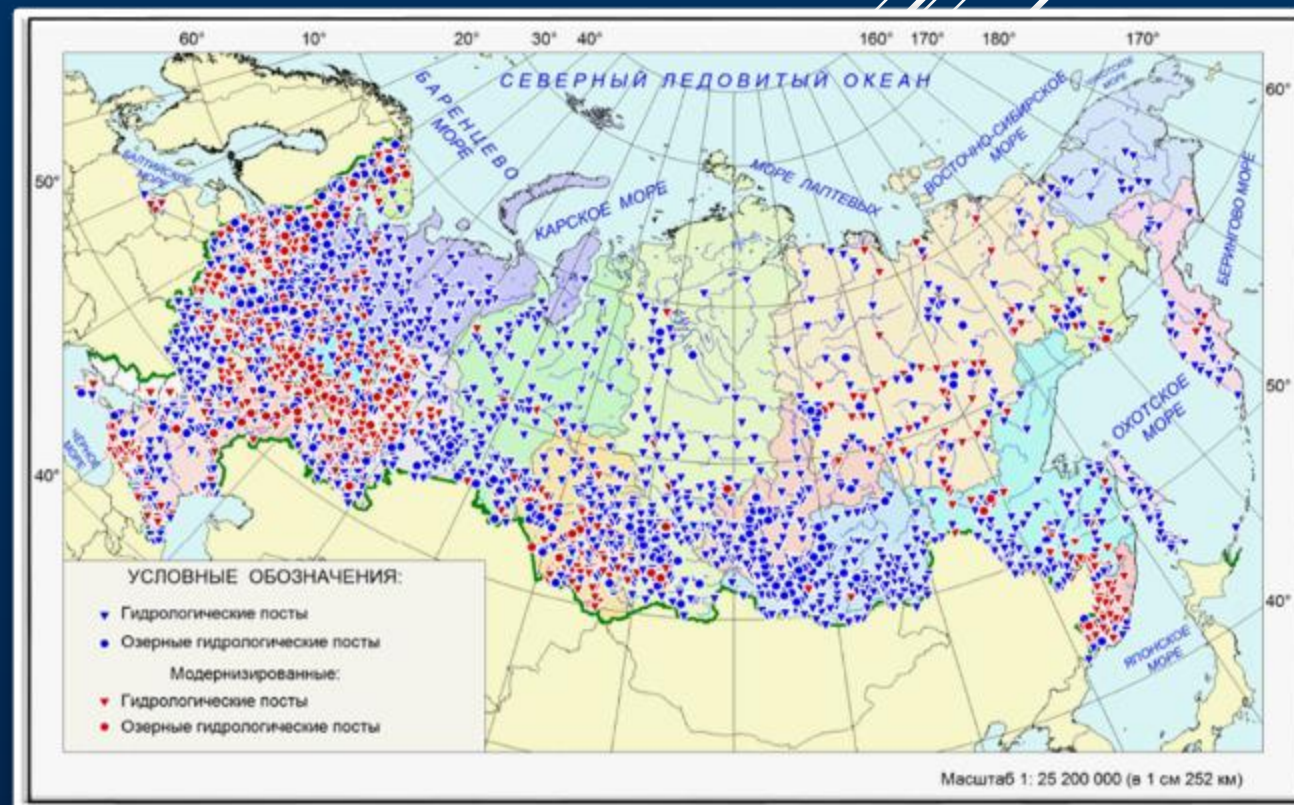 60° 10° 20° 30° 40° 160° 170° 180° 170°
СЕВЕРНЫЙ ЛЕДОВИТЫЙ ОКЕАН
60°
БАРЕНЦЕВО
МОРЕ
ВОСТОЧНО-СИБИРСКОЕ
МОРЕ
БАЛТИЙСКОЕ
МОРЕ
50°
КАРСКОЕ МОРЕ
МОРЕ ЛАПТЕВЫХ
БЕРИНГОВО МОРЕ
50°
ОХОТСКОЕ
МОРЕ
ЧЕРНОЕ
МОРЕ
40°
40°
ЯПОНСКОЕ
МОРЕ
УСЛОВНЫЕ ОБОЗНАЧЕНИЯ:
Гидрологические посты
Озерные гидрологические посты
Модернизированные:
Гидрологические посты
Озерные гидрологические посты
Масштаб 1: 25 200 000 (в 1 см 252 км)